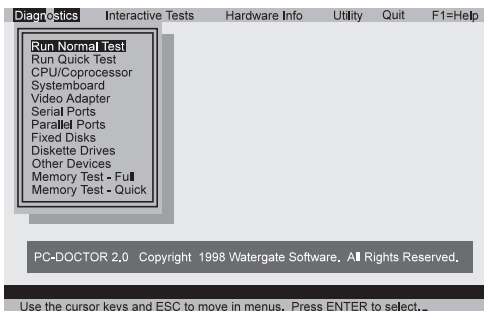 Diagnostics Interactive Tests Hardware Info Utility Quit F1=Help
Run Normal Test
Run Quick Test
CPU/Coprocessor
Systemboard
Video Adapter
Serial Ports
Parallel Ports
Fixed Disks
Diskette Drives
Other Devices
Memory Test - Full
Memory Test - Quick
PC-DOCTOR 2.0 Copyright 1998 Watergate Software. All Rights Reserved.
Use the cursor keys and ESC to move in menus. Press ENTER to select._